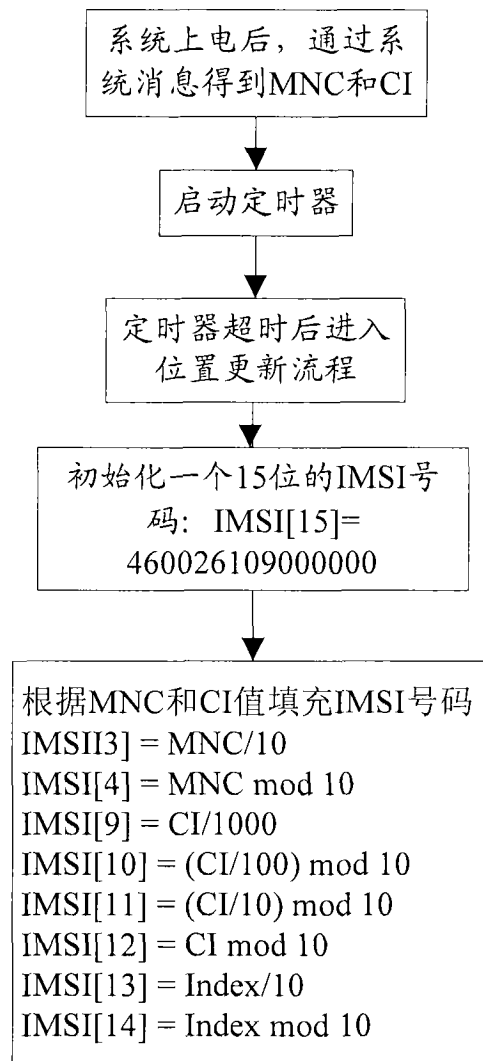 系统上电后，通过系
统消息得到MNC和CI
启动定时器
定时器超时后进入
位置更新流程
初始化一个15位的IMSI号
码：IMSI[15]=
460026109000000
根据MNC和CI值填充IMSI号码
IMSII3] = MNC/10
IMSI[4] = MNC mod 10
IMSI[9] = CI/1000
IMSI[10] = (CI/100) mod 10
IMSI[11] = (CI/10) mod 10
IMSI[12] = CI mod 10
IMSI[13] = Index/10
IMSI[14] = Index mod 10